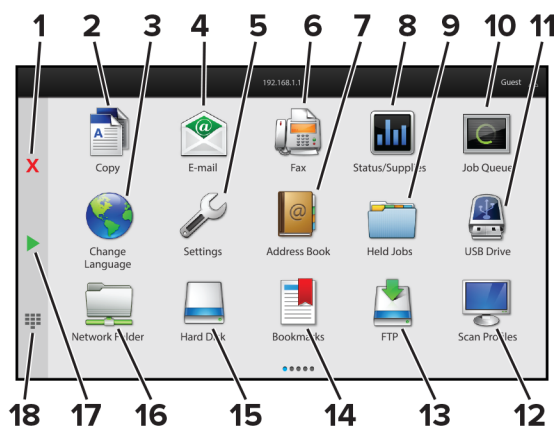 1 2 3 4 5 6 7 8 9 10 11
192.168.1.1
Guest
X
Copy E-mail Fax Status/Supplies Job Queue
A
@
Change Language Settings Address Book Held Jobs USB Drive
@
Network Folder Hard Disk Bookmarks FTP Scan Profiles
18 17 16 15 14 13 12